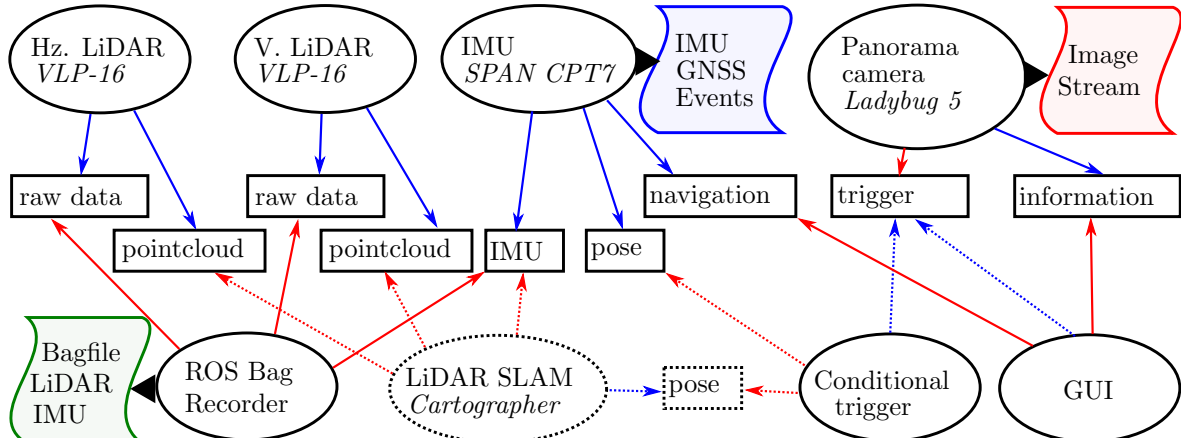 Hz. LiDAR
VLP-16
V. LiDAR
VLP-16
IMU
SPAN CPT7
IMU
GNSS
Events
Panorama
camera
Ladybug 5
Image
Stream
raw data
raw data
navigation
trigger
information
pointcloud
pointcloud
IMU
pose
Bagfile
LiDAR
IMU
ROS Bag
Recorder
LiDAR SLAM
Cartographer
pose
Conditional
trigger
GUI